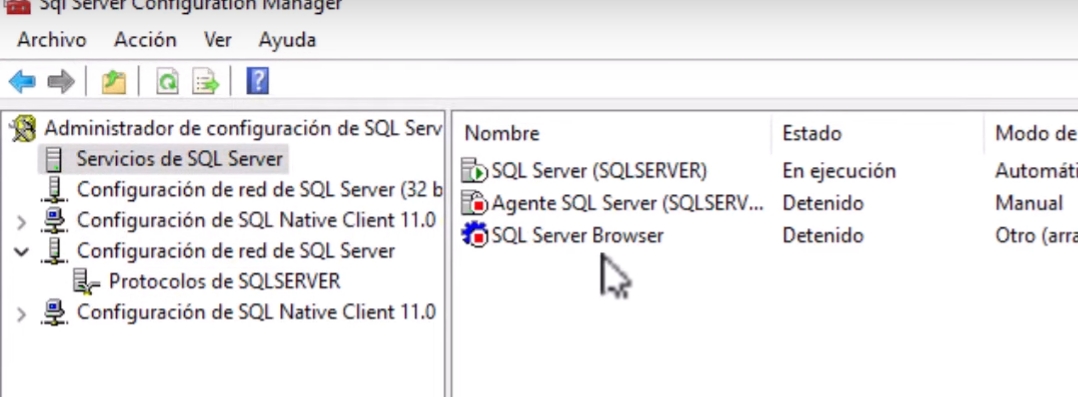 Sql Server Configuration Manager
Archivo Acción Ver Ayuda
Administrador de configuración de SQL Serv
Servicios de SQL Server
Configuración de red de SQL Server (32 b
Configuración de SQL Native Client 11.0
Configuración de red de SQL Server
Protocolos de SQLSERVER
Configuración de SQL Native Client 11.0
Nombre Estado Modo de
SQL Server (SQLSERVER) En ejecución Automáti
Agente SQL Server (SQLSERV... Detenido Manual
SQL Server Browser Detenido Otro (arra